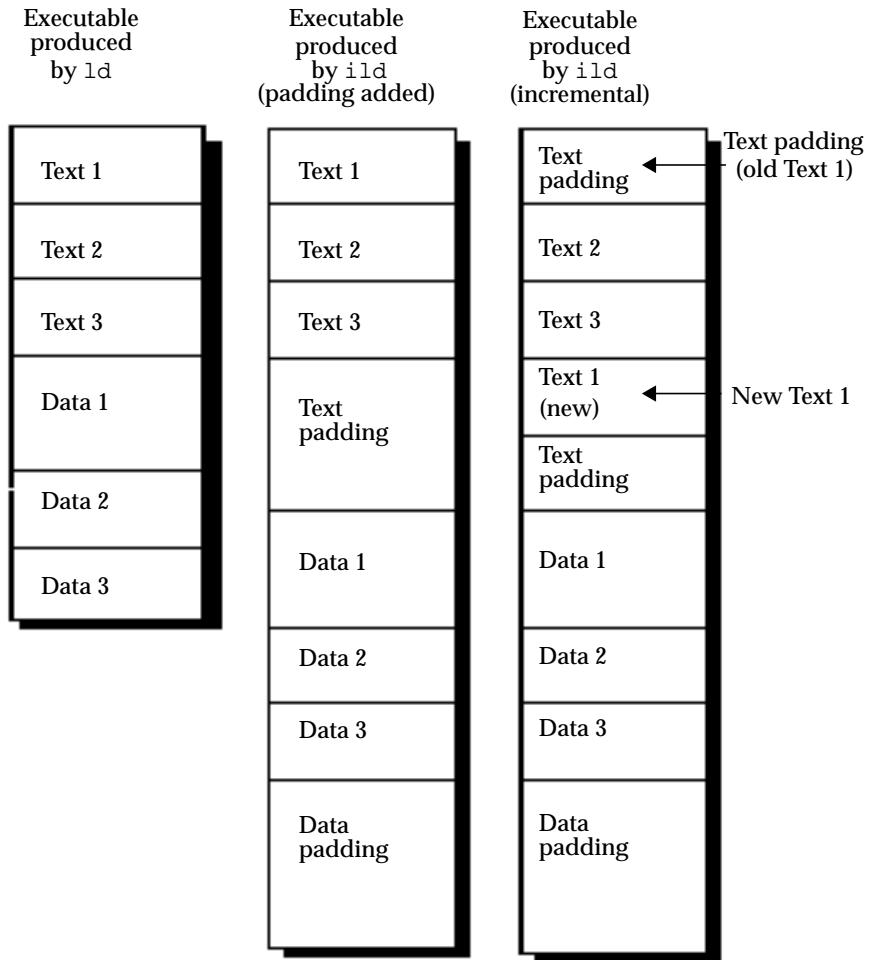 Executable
produced
by ld
Text 1
Text 2
Text 3
Data 1
Data 2
Data 3
Executable
produced
by ild
(padding added)
Text 1
Text 2
Text 3
Text
padding
Data 1
Data 2
Data 3
Data
padding
Executable
produced
by ild
(incremental)
Text
padding
Text 2
Text 3
Text 1
(new)
Text
padding
Data 1
Data 2
Data 3
Data
padding
Text padding
(old Text 1)
New Text 1